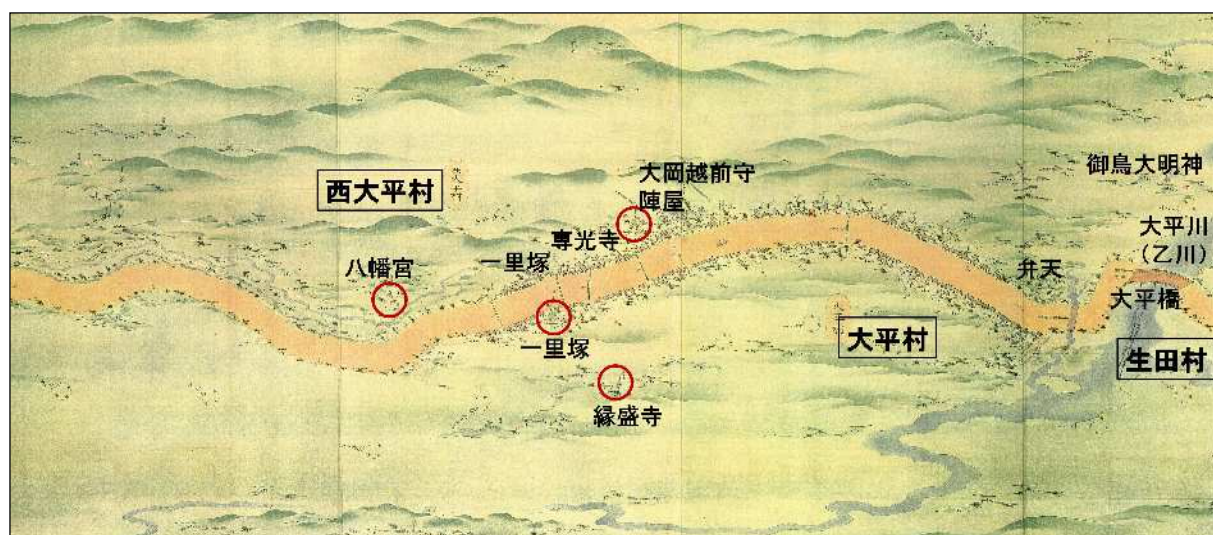 西大平村
八幡宮
一里塚
専光寺
大岡越前守
陣屋
一里塚
縁盛寺
大平村
弁天
御鳥大明神
大平川
(乙川)
大平橋
生田村